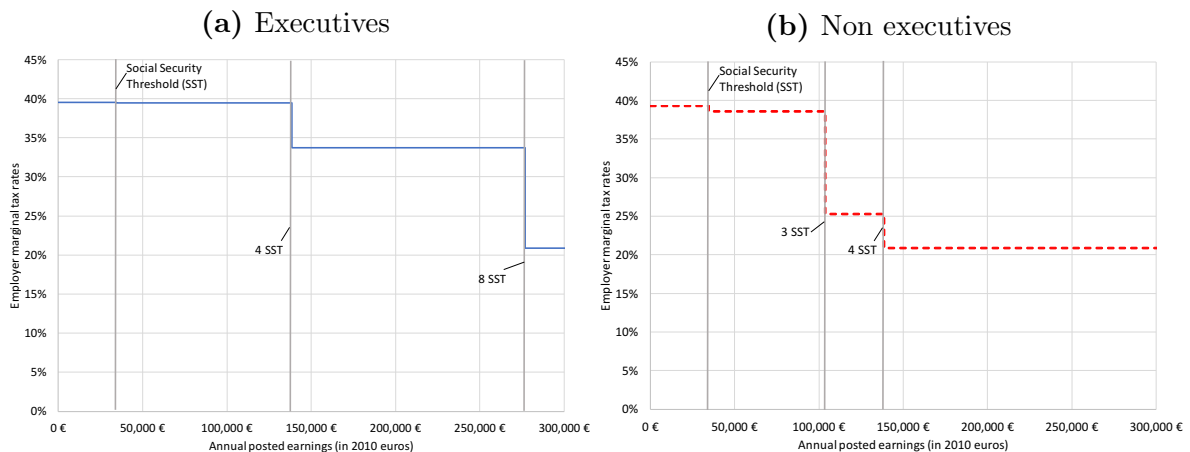 (a) Executives
45%
40%
35%
30%
25%
20%
15%
10%
5%
0%
Employer marginal tax rates
Social Security
Threshold (SST)
4 SST
8 SST
0 €
50,000 €
100,000 €
150,000 €
200,000 €
250,000 €
300,000 €
Annual posted earnings (in 2010 euros)
(b) Non executives
45%
40%
35%
30%
25%
20%
15%
10%
5%
0%
Employer marginal tax rates
Social Security
Threshold (SST)
3 SST
4 SST
0 €
50,000 €
100,000 €
150,000 €
200,000 €
250,000 €
300,000 €
Annual posted earnings (in 2010 euros)